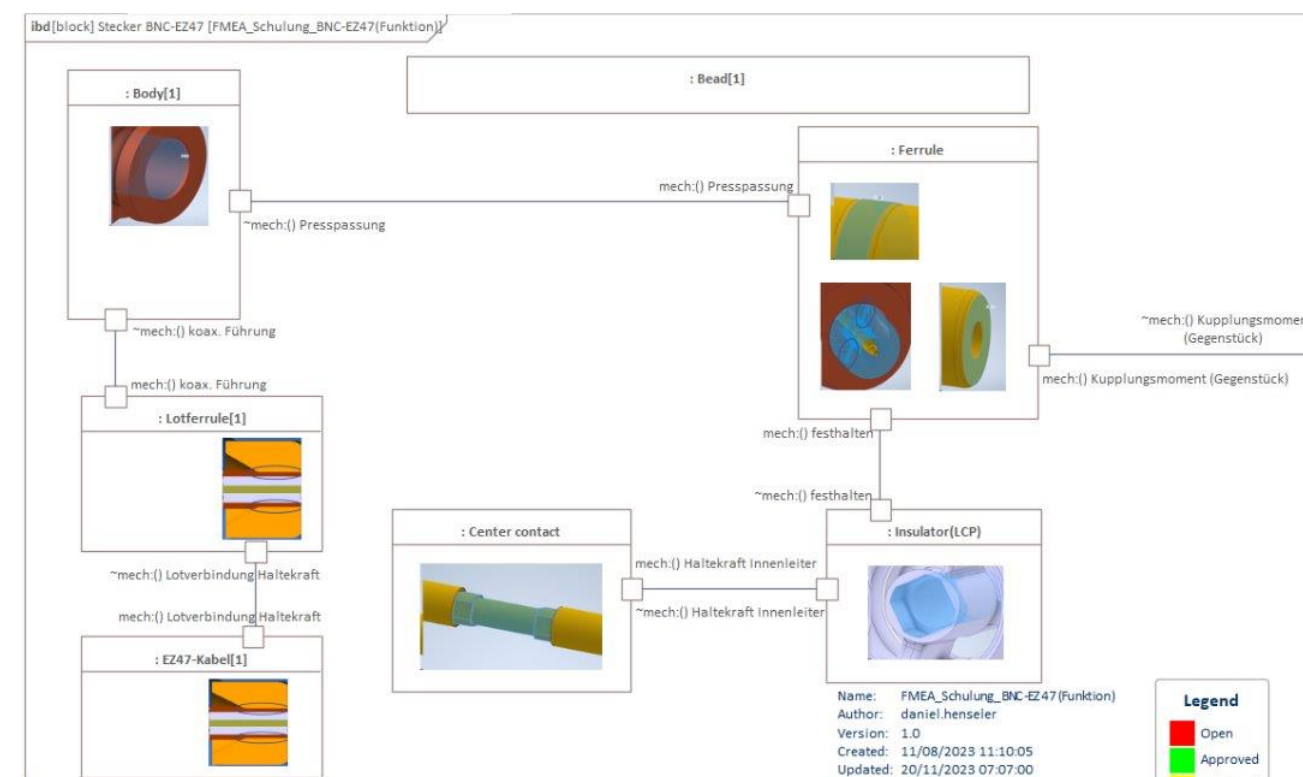 ibd [block] Stecker BNC-EZ47 [FMEA_Schulung_BNC-EZ47(Funktion)]
: Bead[1]
: Body[1]
: Ferrule
mech:() Presspassung
~mech:() Presspassung
~mech:() koax. Führung
~mech:() Kupplungsmomen
(Gegenstück)
mech:() koax. Führung
mech:() Kupplungsmoment (Gegenstück)
: Lotferrule[1]
mech:() festhalten
~mech:() festhalten
: Center contact
: Insulator(LCP)
mech:() Haltekraft Innenleiter
~mech:() Lotverbindung Haltekraft
~mech:() Haltekraft Innenleiter
mech:() Lotverbindung Haltekraft
: EZ47-Kabel[1]
Name: FMEA_Schulung_BNC-EZ47(Funktion)
Author: daniel.henseler
Version: 1.0
Created: 11/08/2023 11:10:05
Updated: 20/11/2023 07:07:00
Legend
Open
Approved